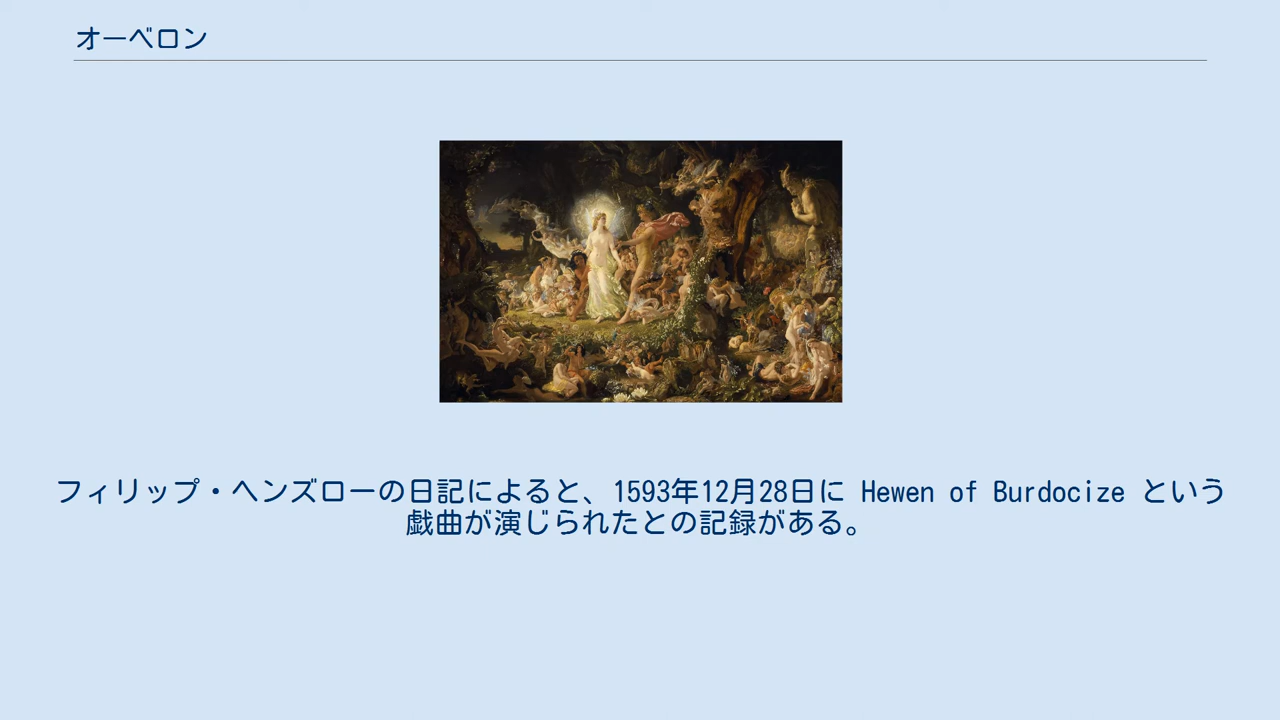 オーベロン
フィリップ・ヘンズローの日記によると、1593年12月28日に Hewen of Burdocize という
戯曲が演じられたとの記録がある。